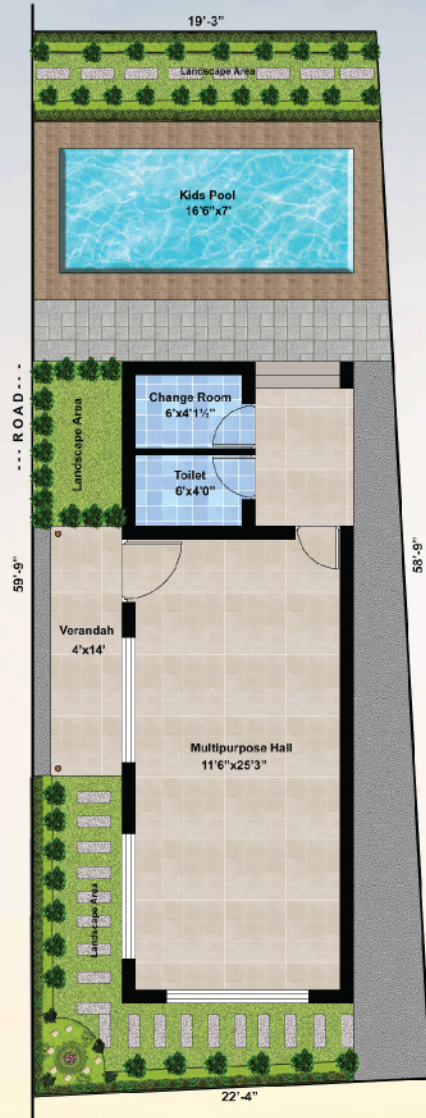 19'-3"
Landscape Area
Kids Pool
16'6"x7'
--- ROAD ---
Landscape Area
Change Room
6'x4'1½"
Toilet
6'x4'0"
59'-9"
58'-9"
Verandah
4'x14'
Multipurpose Hall
11'6"x25'3"
Landscape Area
22'-4"